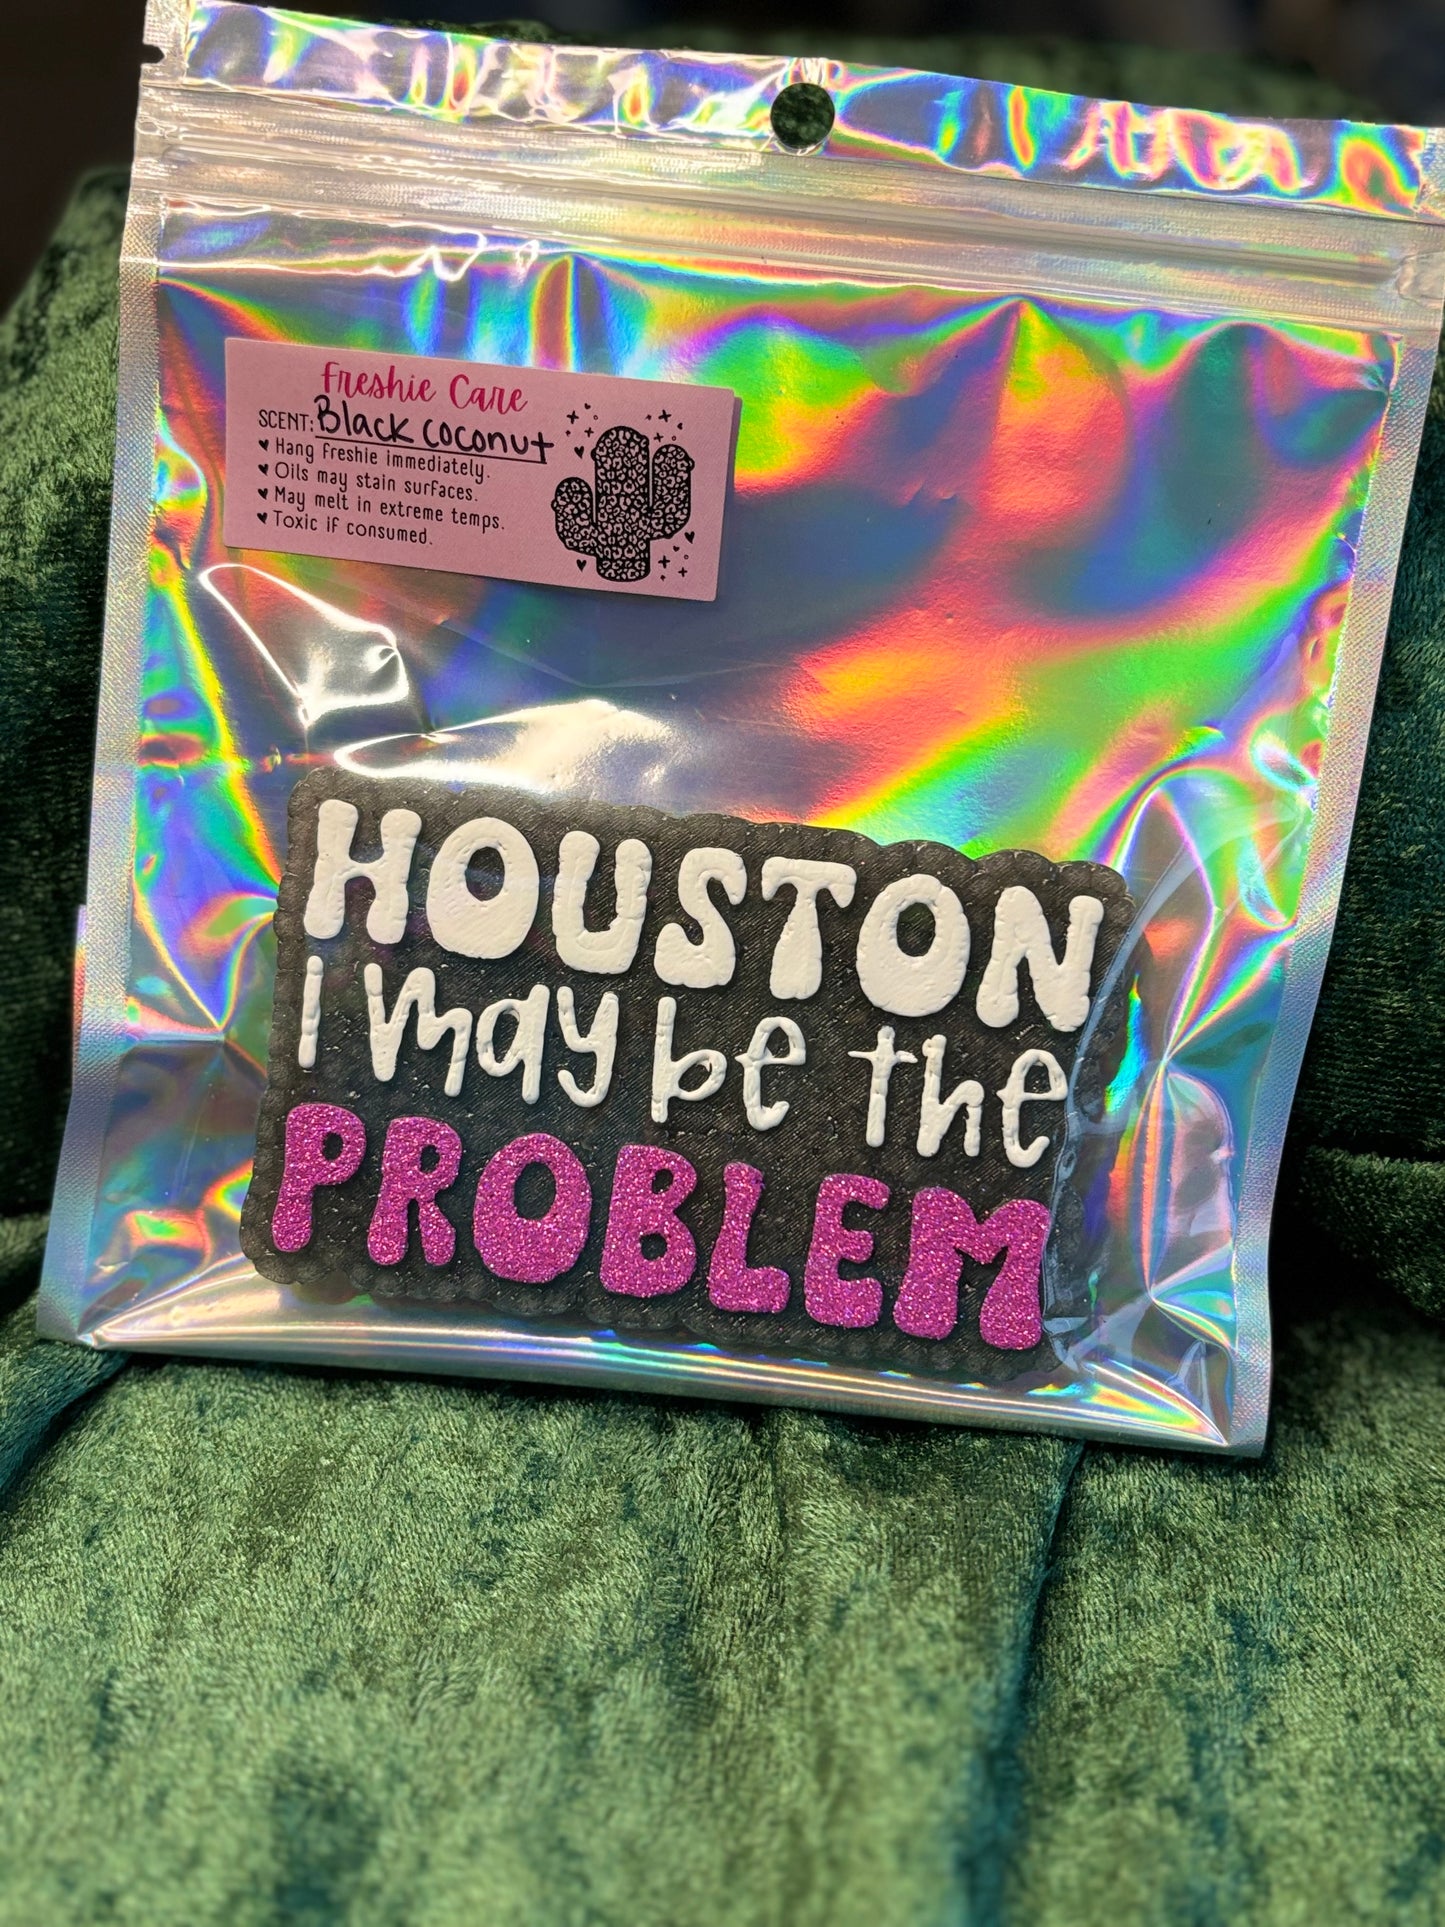 Freshie Care
SCENT: Black coconut
♥ Hang freshie immediately.
♥ Oils may stain surfaces.
♥ May melt in extreme temps.
♥ Toxic if consumed.
HOUSTON
i may be the
PROBLEM